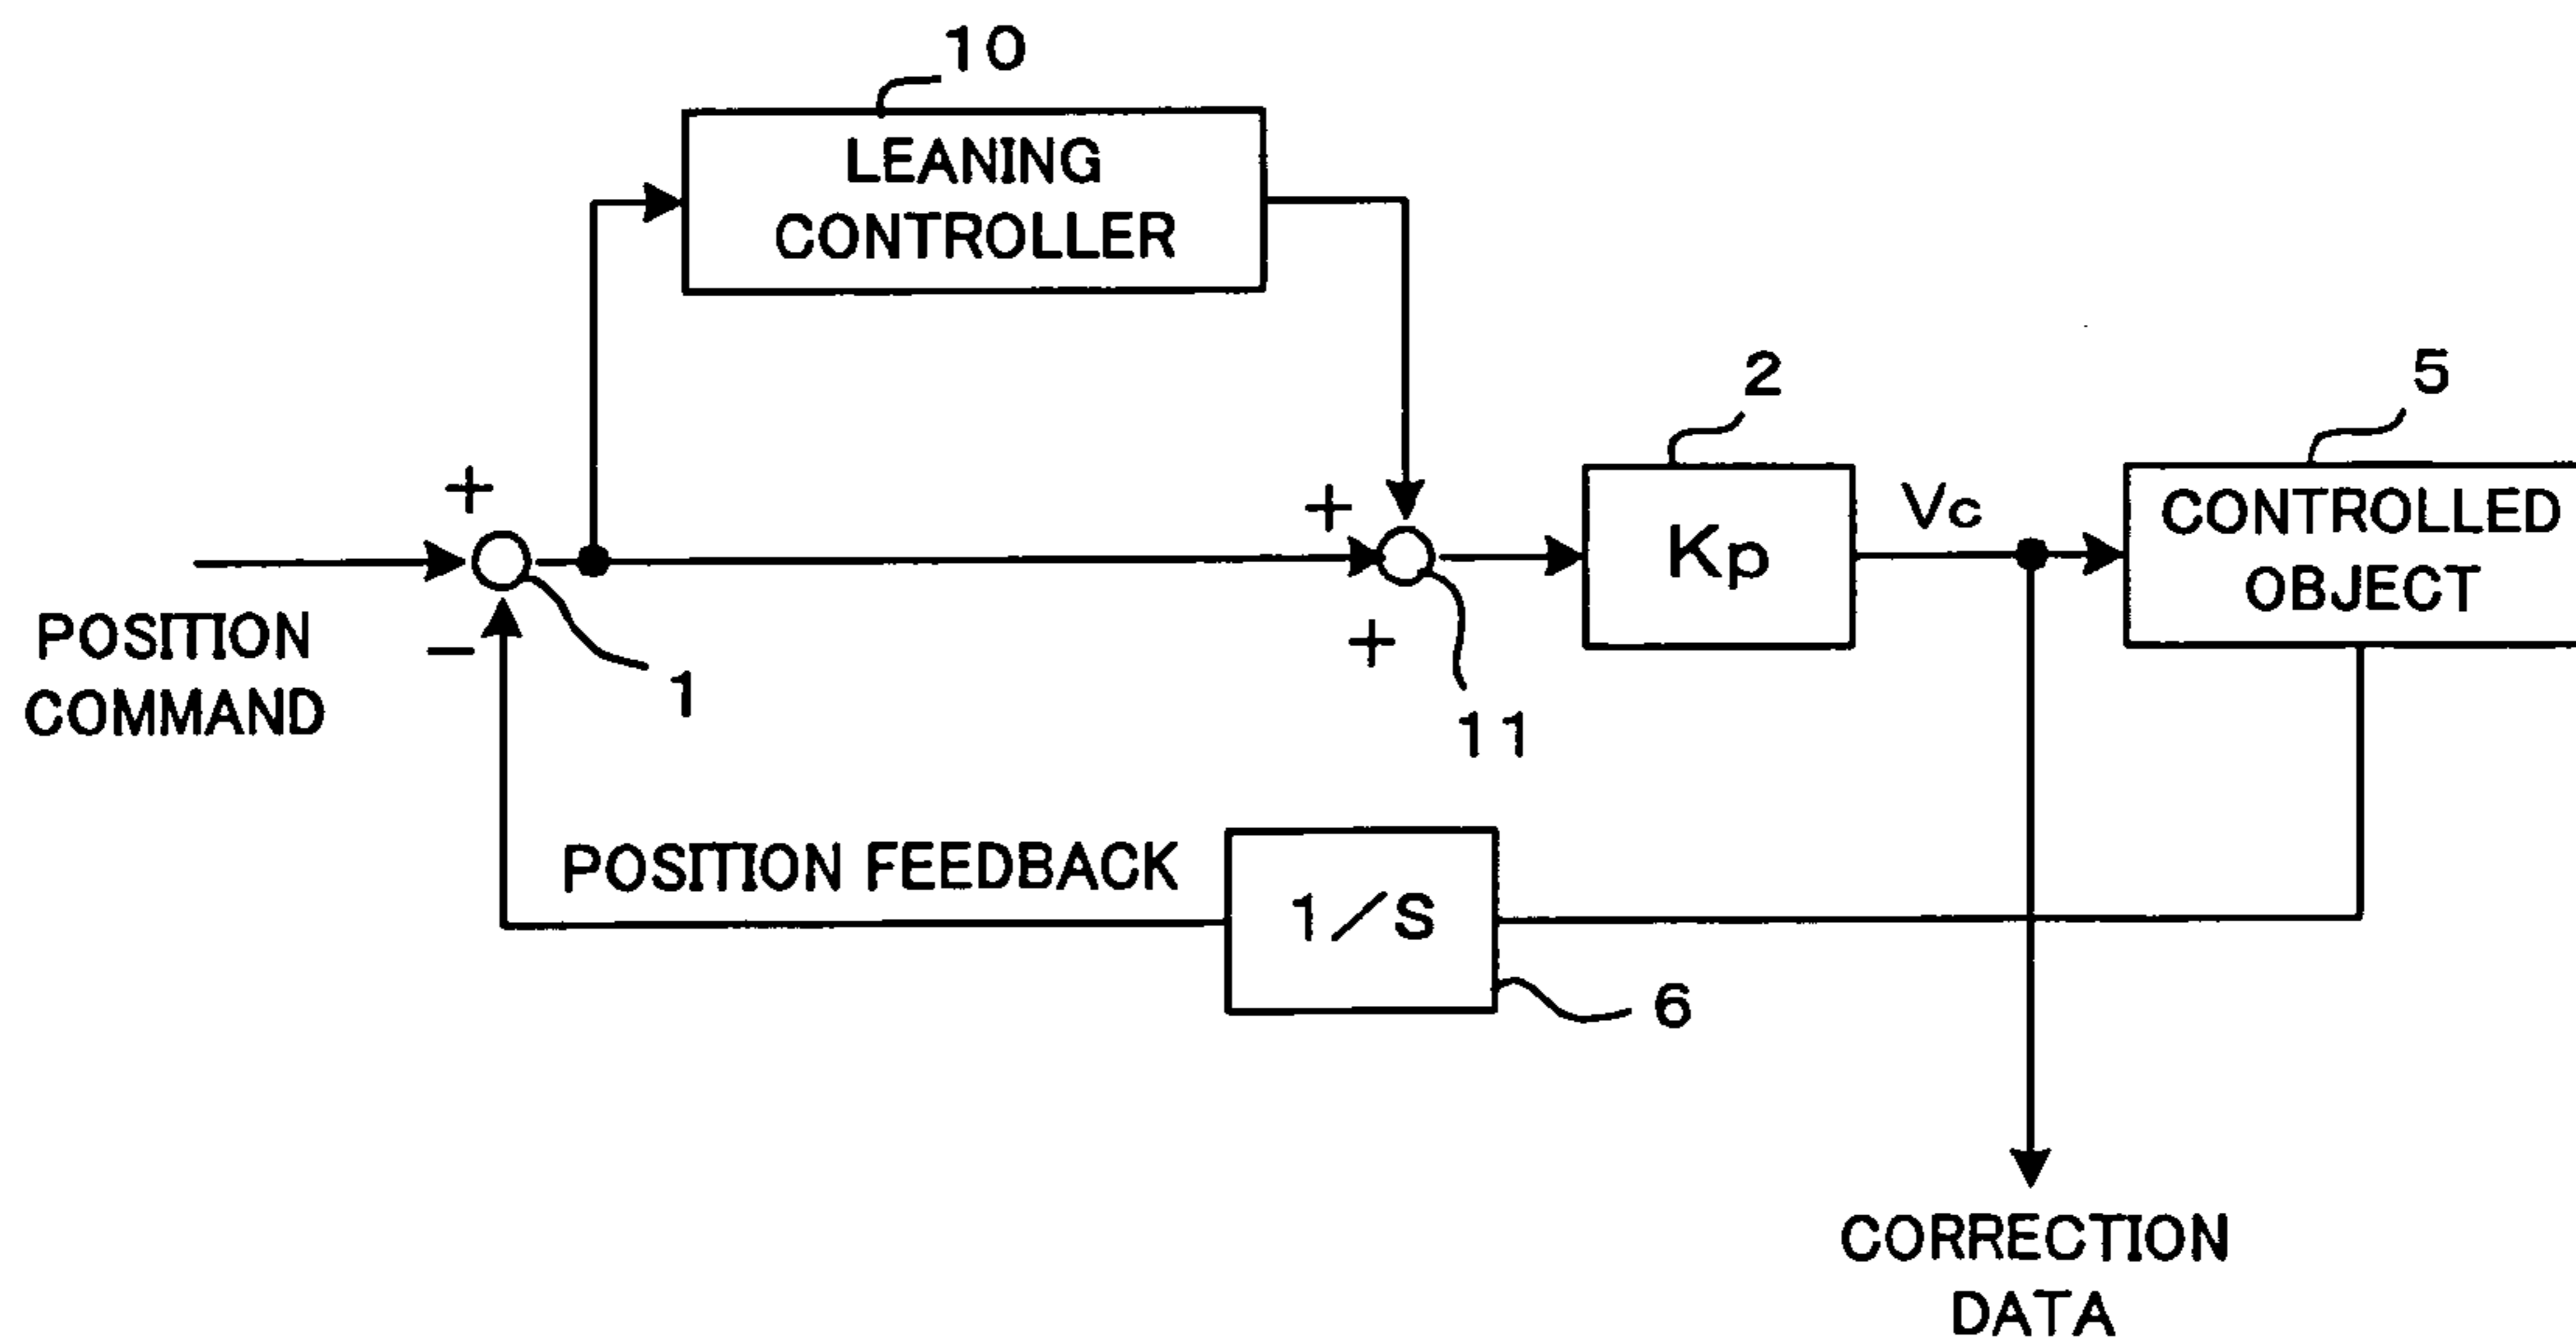 10
LEANING
CONTROLLER
2
5
+
+
Kp
Vc
CONTROLLED
OBJECT
POSITION
COMMAND
−
1
+
11
POSITION FEEDBACK
1/S
6
CORRECTION
DATA